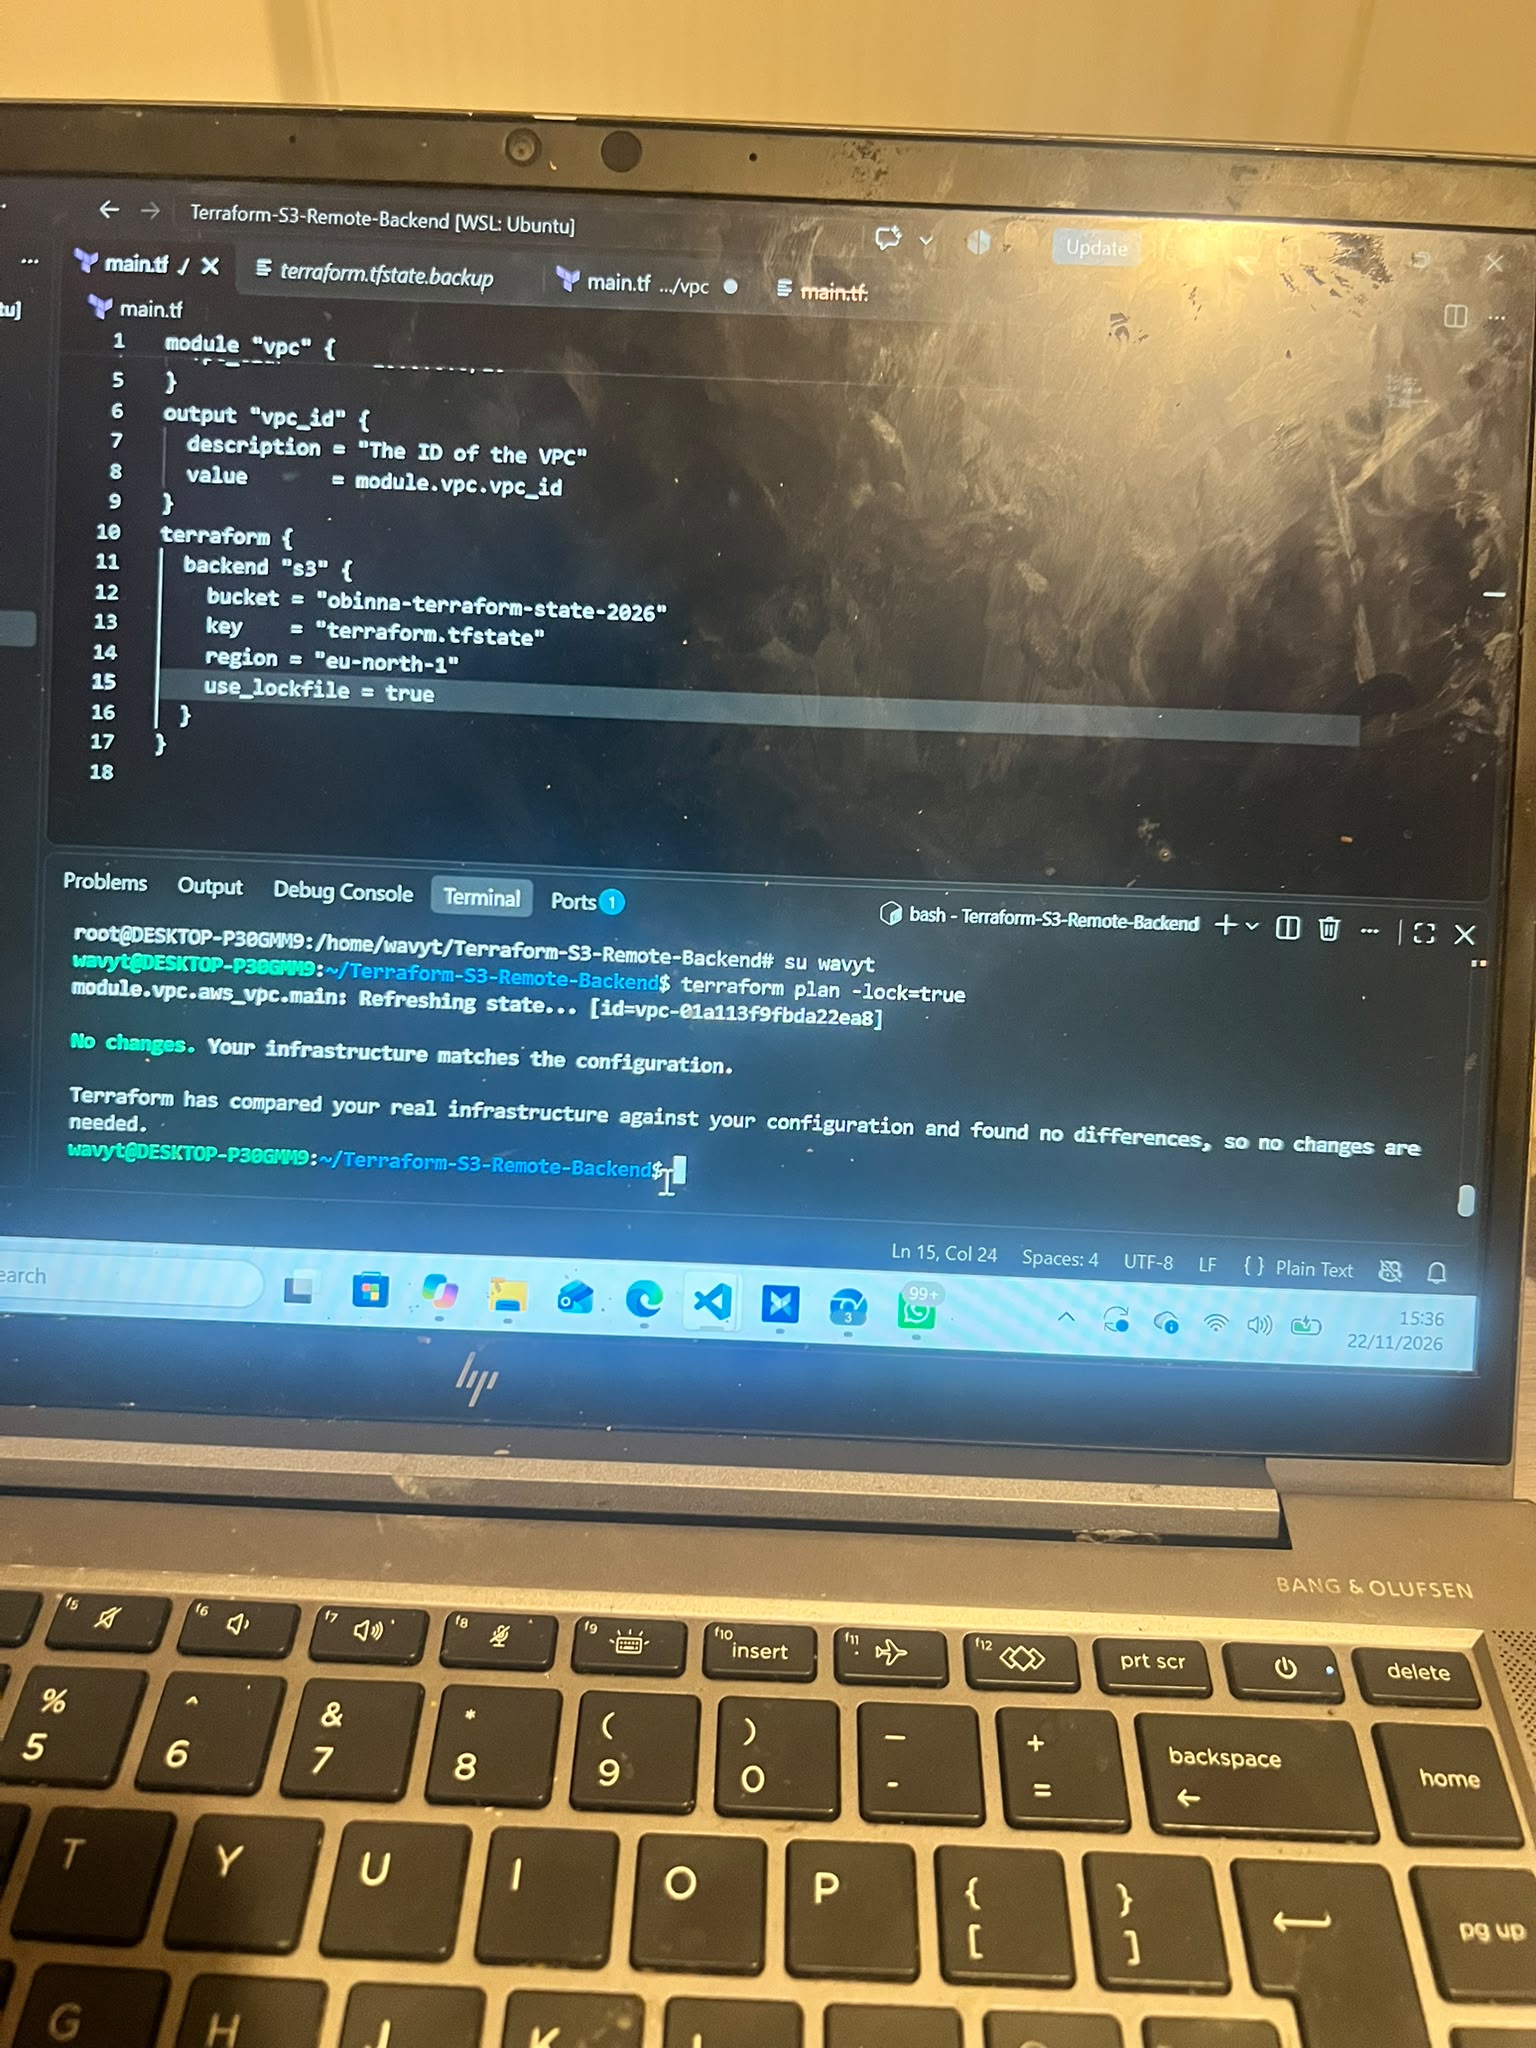 Terraform-S3-Remote-Backend [WSL: Ubuntu]
Update
main.tf
terraform.tfstate.backup
main.tf .../vpc
main.tf:
tu]
main.tf
1 module "vpc" {
5 }
6 output "vpc_id" {
7 description = "The ID of the VPC"
8 value = module.vpc.vpc_id
9 }
10 terraform {
11 backend "s3" {
12 bucket = "obinna-terraform-state-2026"
13 key = "terraform.tfstate"
14 region = "eu-north-1"
15 use_lockfile = true
16 }
17 }
18
Problems Output Debug Console Terminal Ports 1
bash - Terraform-S3-Remote-Backend
root@DESKTOP-P30GMM9:/home/wavyt/Terraform-S3-Remote-Backend# su wavyt
wavyt@DESKTOP-P30GMM9:~/Terraform-S3-Remote-Backend$ terraform plan -lock=true
module.vpc.aws_vpc.main: Refreshing state... [id=vpc-01a113f9fbda22ea8]
No changes. Your infrastructure matches the configuration.
Terraform has compared your real infrastructure against your configuration and found no differences, so no changes are
needed.
wavyt@DESKTOP-P30GMM9:~/Terraform-S3-Remote-Backend$
Ln 15, Col 24 Spaces: 4 UTF-8 LF { } Plain Text
earch
3
99+
15:36
22/11/2026
hp
BANG & OLUFSEN
f5 f6 f7 f8 f9 f10 insert f11 f12 prt scr delete
% 5 ^ 6 & 7 * 8 ( 9 ) 0 _ - + = backspace home
T Y U I O P { [ } ] pg up
G H J K L